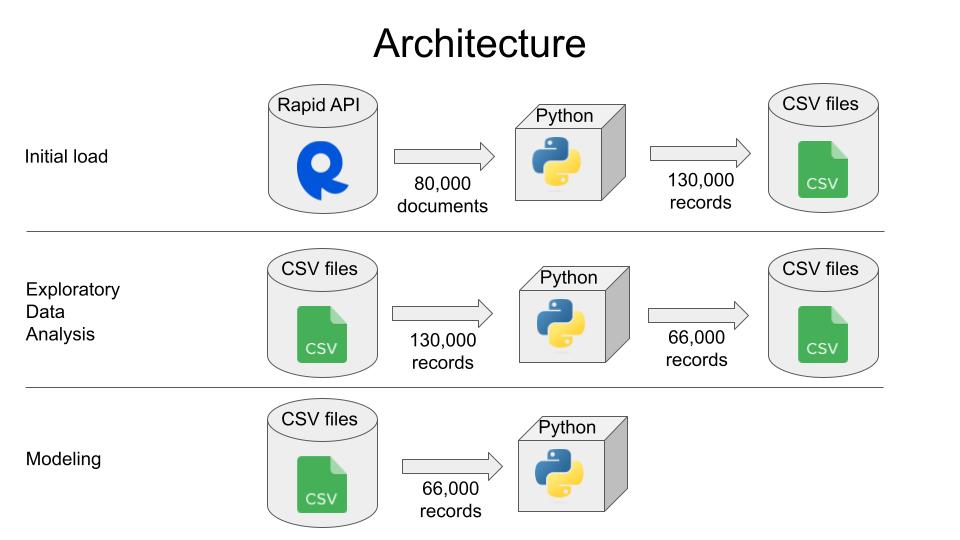 Architecture
Initial load
Rapid API
80,000
documents
Python
130,000
records
CSV files
CSV
Exploratory
Data
Analysis
CSV files
CSV
130,000
records
Python
66,000
records
CSV files
CSV
Modeling
CSV files
CSV
66,000
records
Python